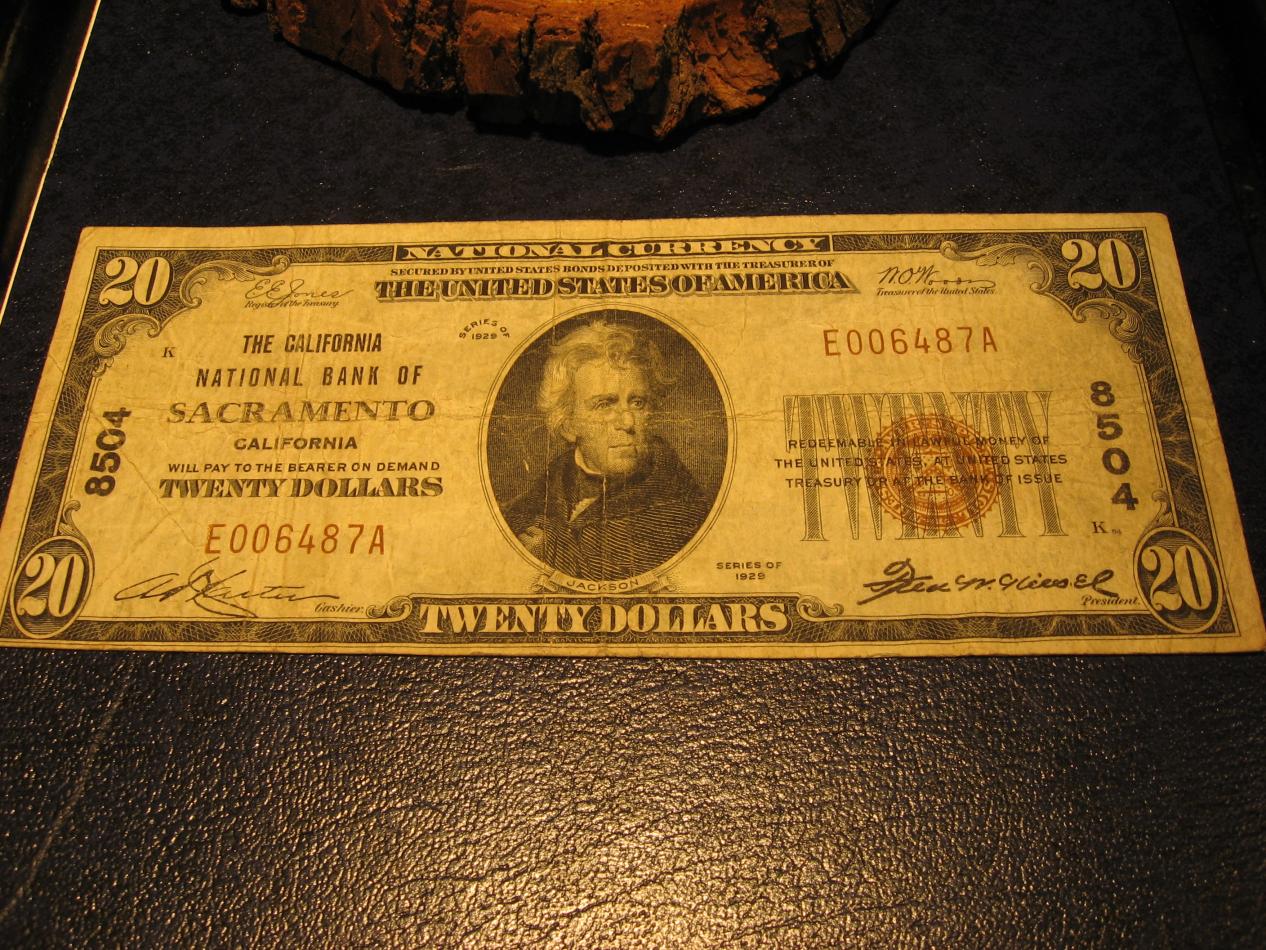 NATIONAL CURRENCY
SECURED BY UNITED STATES BONDS DEPOSITED WITH THE TREASURER OF
THE UNITED STATES OF AMERICA
20
20
E E Jones
Register of the Treasury
W.O. Woods
Treasurer of the United States
SERIES OF
1929
K
THE CALIFORNIA
NATIONAL BANK OF
SACRAMENTO
CALIFORNIA
WILL PAY TO THE BEARER ON DEMAND
TWENTY DOLLARS
E006487A
8504
E006487A
TWENTY
REDEEMABLE IN LAWFUL MONEY OF
THE UNITED STATES, AT UNITED STATES
TREASURY OR AT THE BANK OF ISSUE
8504
K
JACKSON
SERIES OF
1929
Cashier.
President.
20
TWENTY DOLLARS
20